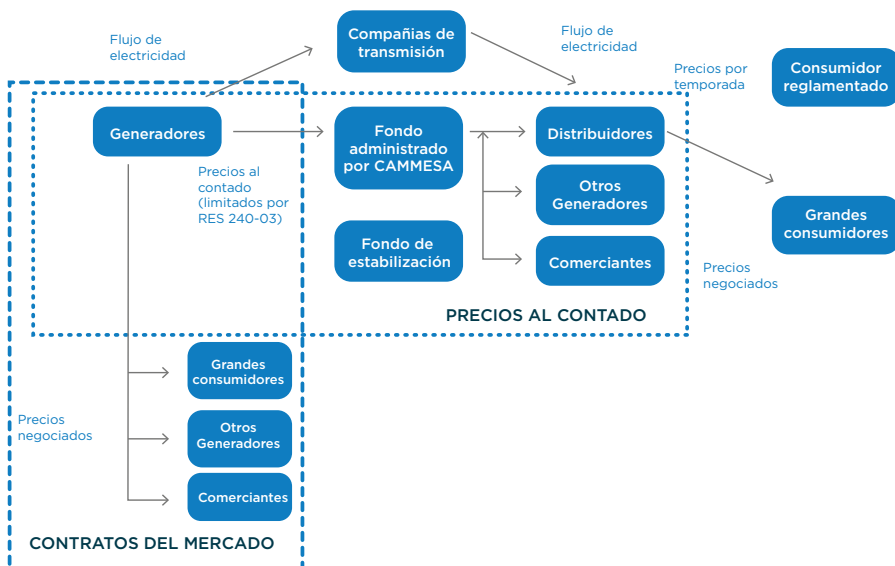 Flujo de
electricidad
Compañias de
transmisión
Flujo de
electricidad
Precios por
temporada
Consumidor
reglamentado
Generadores
Precios al
contado
(limitados por
RES 240-03)
Fondo
administrado
por CAMMESA
Distribuidores
Otros
Generadores
Grandes
consumidores
Fondo de
estabilización
Comerciantes
Precios
negociados
PRECIOS AL CONTADO
Grandes
consumidores
Precios
negociados
Otros
Generadores
Comerciantes
CONTRATOS DEL MERCADO